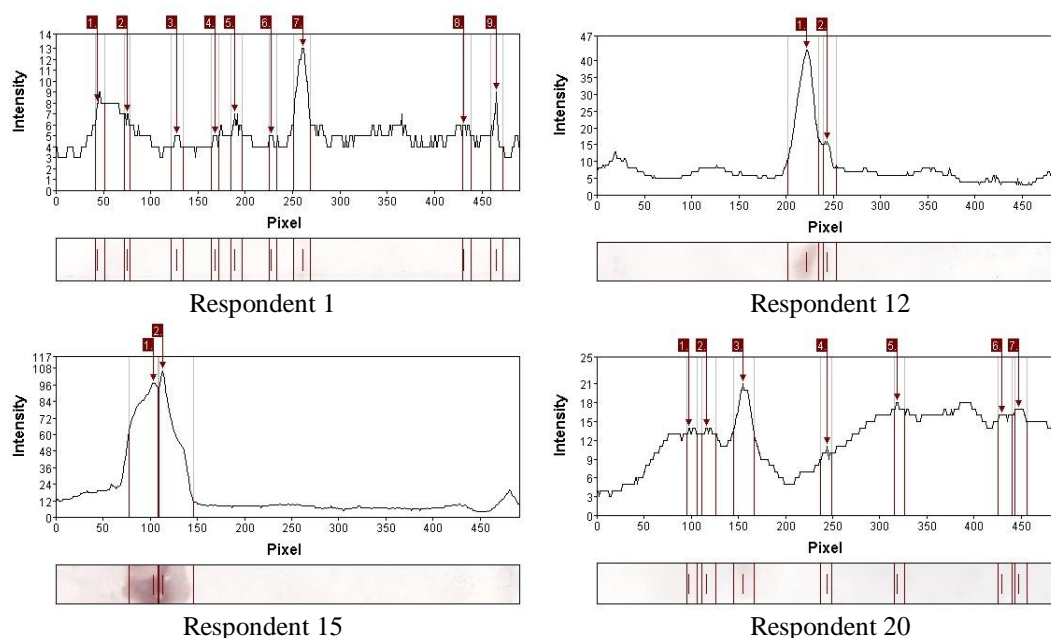 1. 2. 3. 4. 5. 6. 7. 8. 9.
14
13
12
11
10
9
8
7
6
5
4
3
2
1
0
Intensity
0 50 100 150 200 250 300 350 400 450
Pixel
Respondent 1
1. 2.
47
40
35
30
25
20
15
10
5
0
Intensity
0 50 100 150 200 250 300 350 400 450
Pixel
Respondent 12
1. 2.
117
108
96
84
72
60
48
36
24
12
0
Intensity
0 50 100 150 200 250 300 350 400 450
Pixel
Respondent 15
1. 2. 3. 4. 5. 6. 7.
25
21
18
15
12
9
6
3
0
Intensity
0 50 100 150 200 250 300 350 400 450
Pixel
Respondent 20